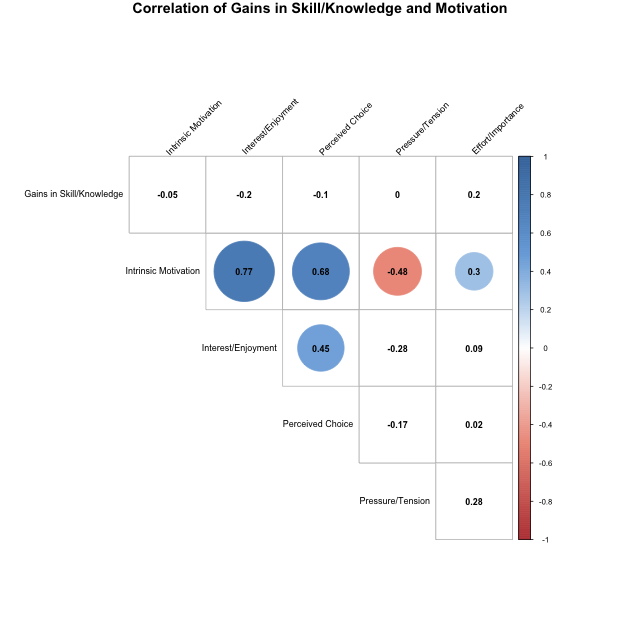 Correlation of Gains in Skill/Knowledge and Motivation
Intrinsic Motivation
Interest/Enjoyment
Perceived Choice
Pressure/Tension
Effort/Importance
Gains in Skill/Knowledge -0.05 -0.2 -0.1 0 0.2
Intrinsic Motivation 0.77 0.68 -0.48 0.3
Interest/Enjoyment 0.45 -0.28 0.09
Perceived Choice -0.17 0.02
Pressure/Tension 0.28
1
0.8
0.6
0.4
0.2
0
-0.2
-0.4
-0.6
-0.8
-1